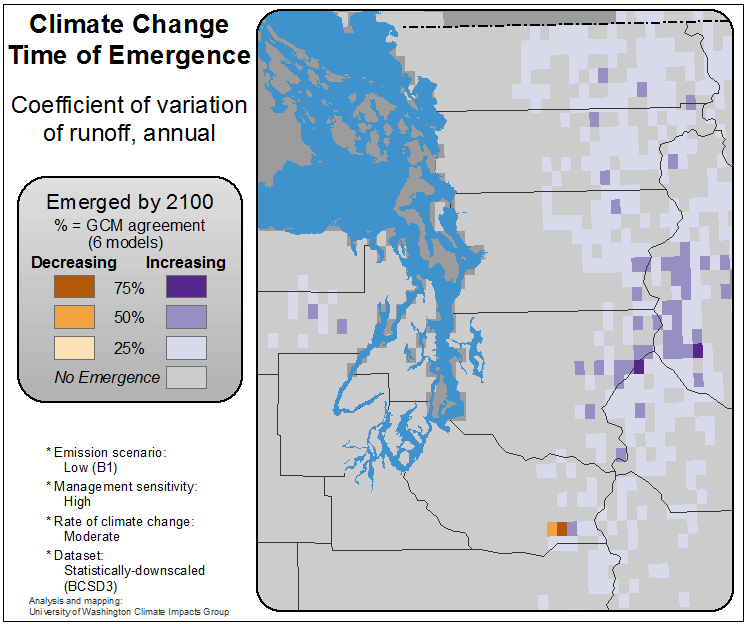 Climate Change
Time of Emergence
Coefficient of variation
of runoff, annual
Emerged by 2100
% = GCM agreement
(6 models)
Decreasing Increasing
75%
50%
25%
No Emergence
* Emission scenario:
Low (B1)
* Management sensitivity:
High
* Rate of climate change:
Moderate
* Dataset:
Statistically-downscaled
(BCSD3)
Analysis and mapping:
University of Washington Climate Impacts Group